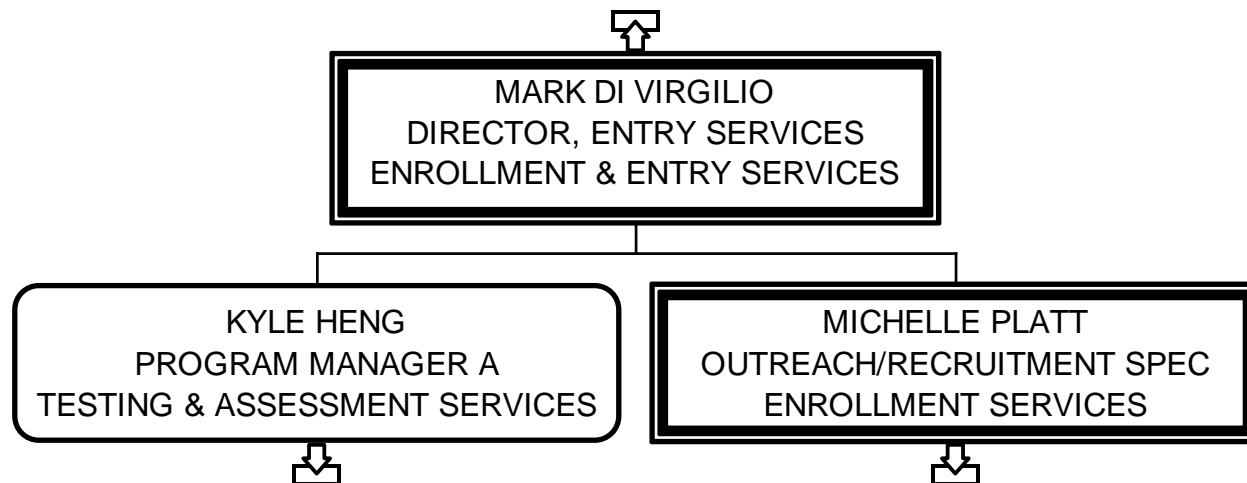 MARK DI VIRGILIO
DIRECTOR, ENTRY SERVICES
ENROLLMENT & ENTRY SERVICES
KYLE HENG
PROGRAM MANAGER A
TESTING & ASSESSMENT SERVICES
MICHELLE PLATT
OUTREACH/RECRUITMENT SPEC
ENROLLMENT SERVICES